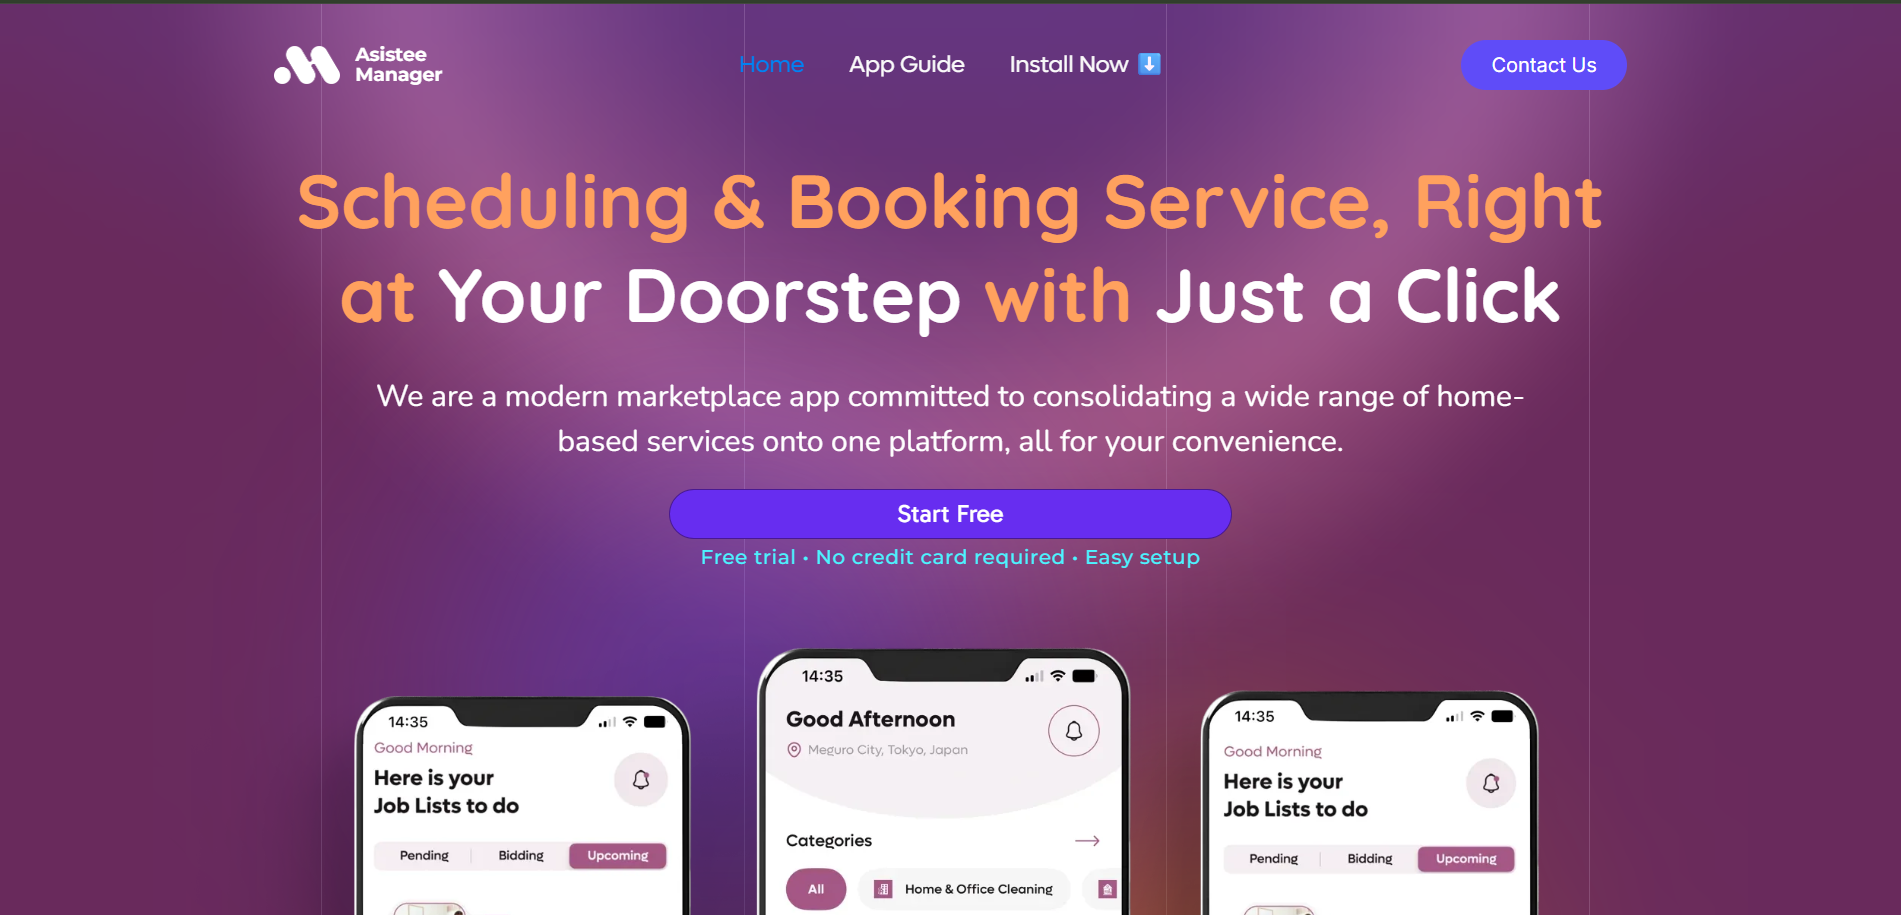 Asistee
Manager
Home
App Guide
Install Now ⬇️
Contact Us
Scheduling & Booking Service, Right
at Your Doorstep with Just a Click
We are a modern marketplace app committed to consolidating a wide range of home-
based services onto one platform, all for your convenience.
Start Free
Free trial • No credit card required • Easy setup
14:35
Good Morning
Here is your
Job Lists to do
Pending
Bidding
Upcoming
14:35
Good Afternoon
Meguro City, Tokyo, Japan
Categories
All
Home & Office Cleaning
14:35
Good Morning
Here is your
Job Lists to do
Pending
Bidding
Upcoming